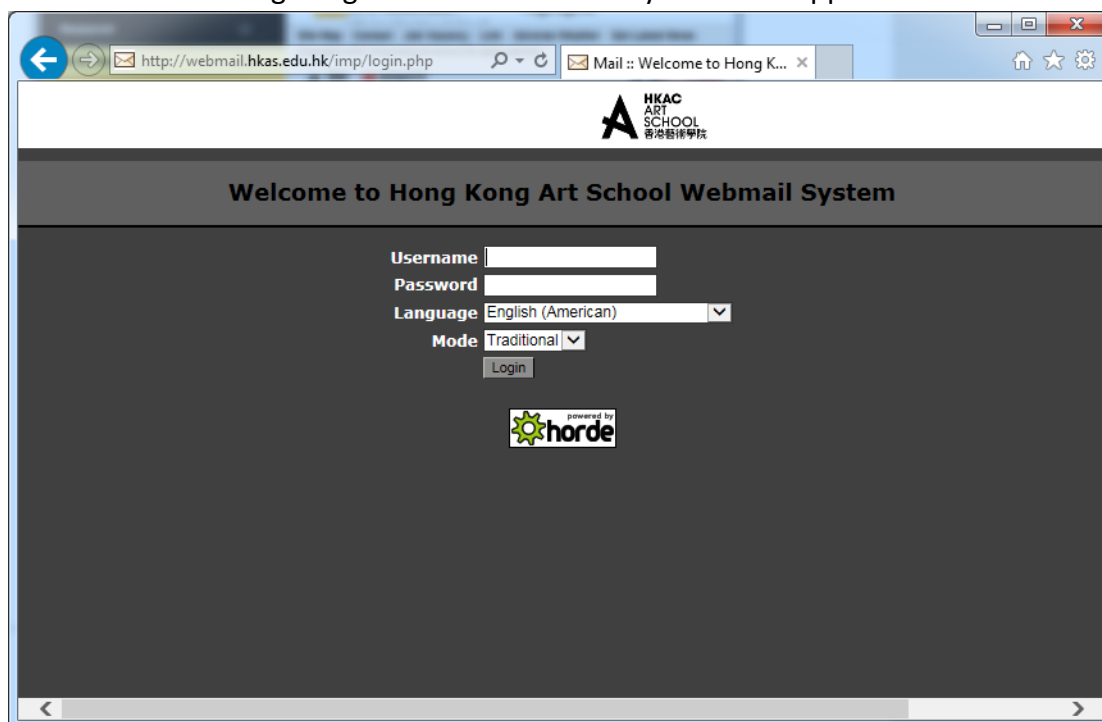 http://webmail.hkas.edu.hk/imp/login.php
Mail :: Welcome to Hong K...
HKAC
ART
SCHOOL
香港藝術學院
Welcome to Hong Kong Art School Webmail System
Username
Password
Language English (American)
Mode Traditional
Login
powered by
horde